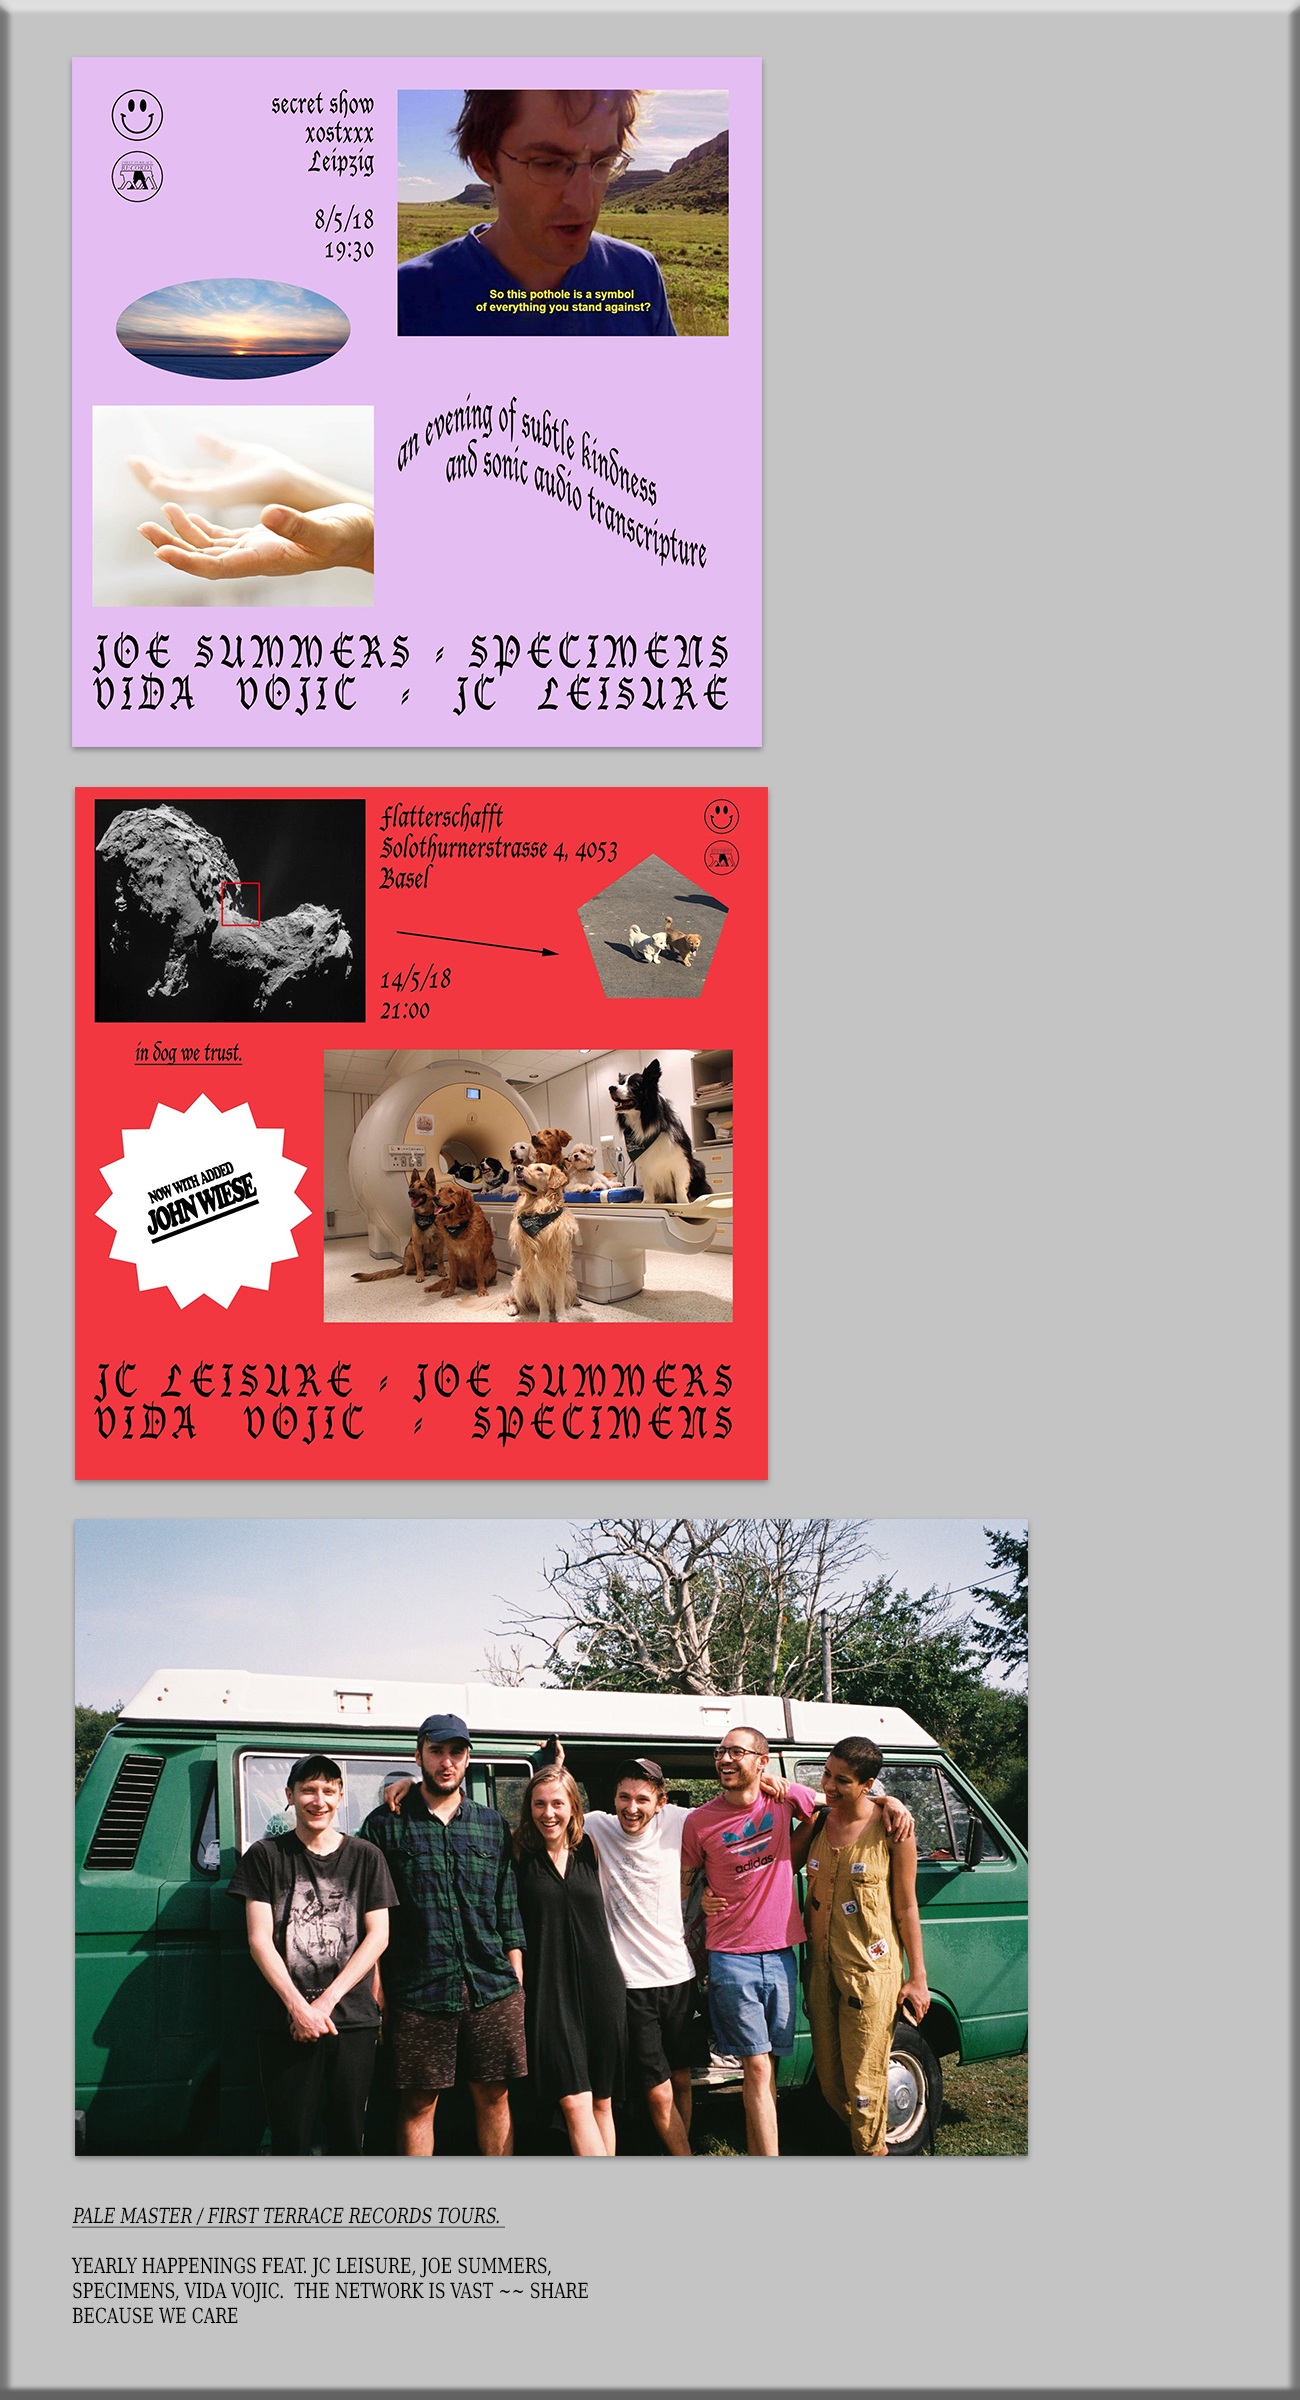 secret show
xostxxx
Leipzig
8/5/18
19:30
So this pothole is a symbol
of everything you stand against?
an evening of subtle kindness
and sonic audio transcripture
JOE SUMMERS - SPECIMENS
VIDA VOJIC - JC LEISURE
Flatterschafft
Solothurnerstrasse 4, 4053
Basel
14/5/18
21:00
in dog we trust.
NOW WITH ADDED
JOHN WIESE
JC LEISURE - JOE SUMMERS
VIDA VOJIC - SPECIMENS
adidas
PALE MASTER / FIRST TERRACE RECORDS TOURS.
YEARLY HAPPENINGS FEAT. JC LEISURE, JOE SUMMERS,
SPECIMENS, VIDA VOJIC.  THE NETWORK IS VAST ~~ SHARE
BECAUSE WE CARE